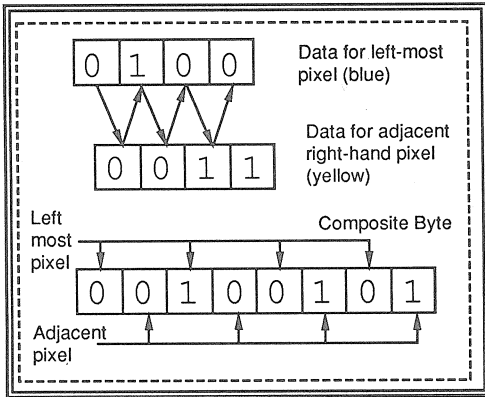 0 1 0 0
Data for left-most
pixel (blue)
0 0 1 1
Data for adjacent
right-hand pixel
(yellow)
Left
most
pixel
Composite Byte
0 0 1 0 0 1 0 1
Adjacent
pixel